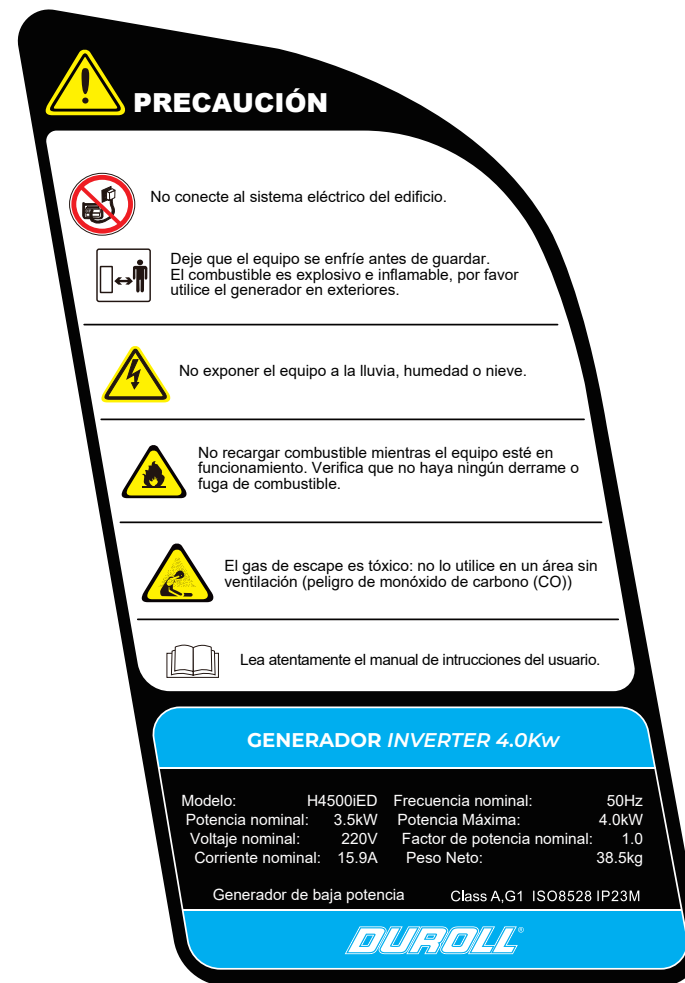 PRECAUCIÓN
No conecte al sistema eléctrico del edificio.
Deje que el equipo se enfríe antes de guardar.
El combustible es explosivo e inflamable, por favor
utilice el generador en exteriores.
No exponer el equipo a la lluvia, humedad o nieve.
No recargar combustible mientras el equipo esté en
funcionamiento. Verifica que no haya ningún derrame o
fuga de combustible.
El gas de escape es tóxico: no lo utilice en un área sin
ventilación (peligro de monóxido de carbono (CO))
Lea atentamente el manual de intrucciones del usuario.
GENERADOR INVERTER 4.0Kw
Modelo: H4500iED Frecuencia nominal: 50Hz
Potencia nominal: 3.5kW Potencia Máxima: 4.0kW
Voltaje nominal: 220V Factor de potencia nominal: 1.0
Corriente nominal: 15.9A Peso Neto: 38.5kg
Generador de baja potencia Class A,G1 ISO8528 IP23M
DUROLL®